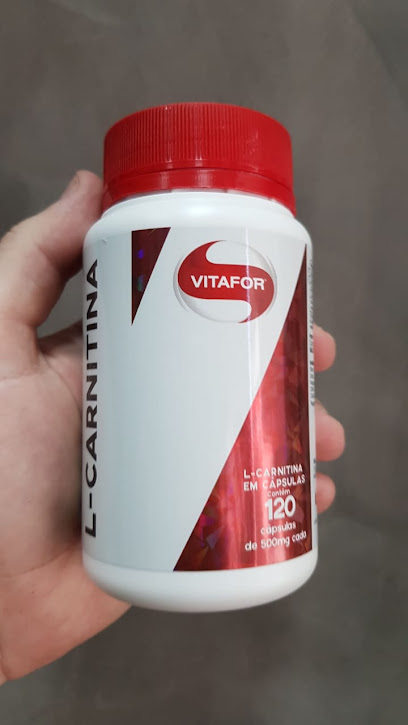 VITAFOR
L-CARNITINA
L-CARNITINA
EM CÁPSULAS
Contém
120
cápsulas
de 500mg cada